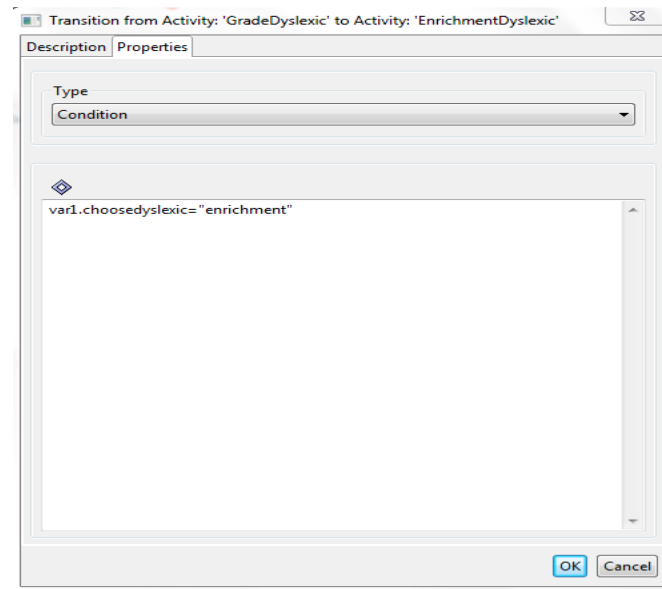 Transition from Activity: 'GradeDyslexic' to Activity: 'EnrichmentDyslexic'
Description Properties
Type
Condition
var1.choosedyslexic="enrichment"
OK Cancel